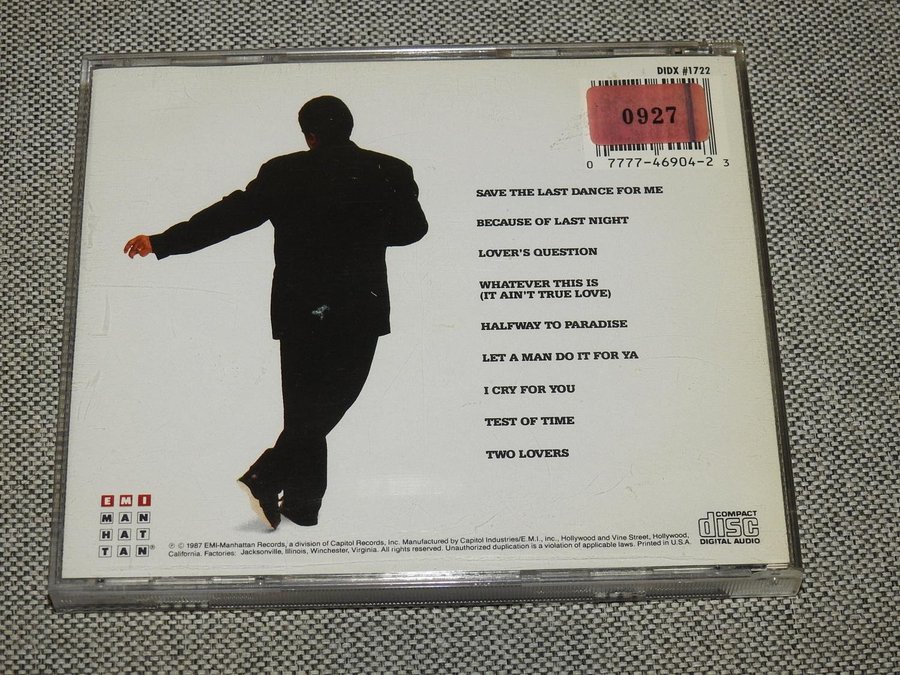 DIDX #1722
0927
0 7777-46904-2 3
SAVE THE LAST DANCE FOR ME
BECAUSE OF LAST NIGHT
LOVER'S QUESTION
WHATEVER THIS IS
(IT AIN'T TRUE LOVE)
HALFWAY TO PARADISE
LET A MAN DO IT FOR YA
I CRY FOR YOU
TEST OF TIME
TWO LOVERS
EMI
MAN
HAT
TAN®
℗ © 1987 EMI-Manhattan Records, a division of Capitol Records, Inc. Manufactured by Capitol Industries/E.M.I., inc., Hollywood and Vine Street, Hollywood,
California. Factories: Jacksonville, Illinois, Winchester, Virginia. All rights reserved. Unauthorized duplication is a violation of applicable laws. Printed in U.S.A.
COMPACT
disc
DIGITAL AUDIO